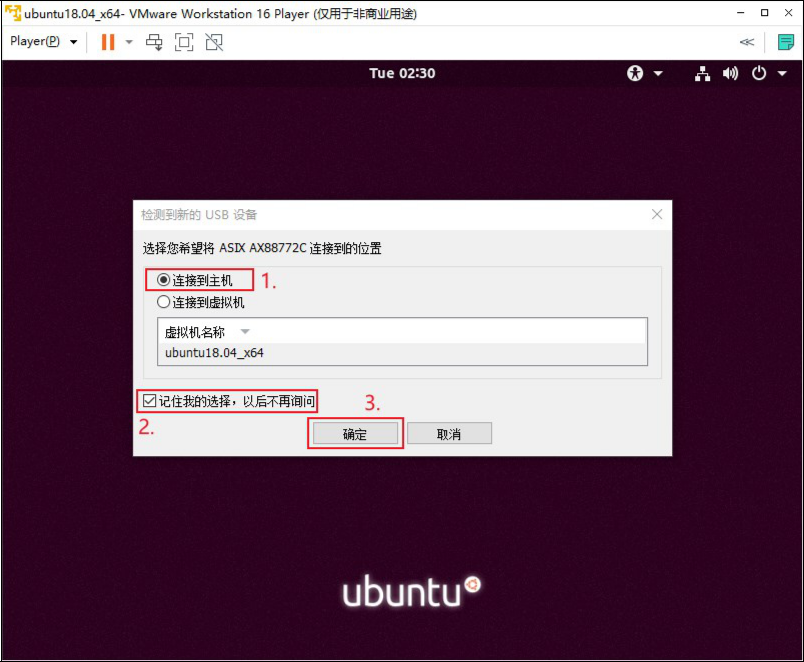 ubuntu18.04_x64- VMware Workstation 16 Player (仅用于非商业用途)
Player(P)
Tue 02:30
检测到新的 USB 设备
选择您希望将 ASIX AX88772C 连接到的位置
连接到主机 1.
连接到虚拟机
虚拟机名称
ubuntu18.04_x64
记住我的选择，以后不再询问
2.
3.
确定 取消
ubuntu